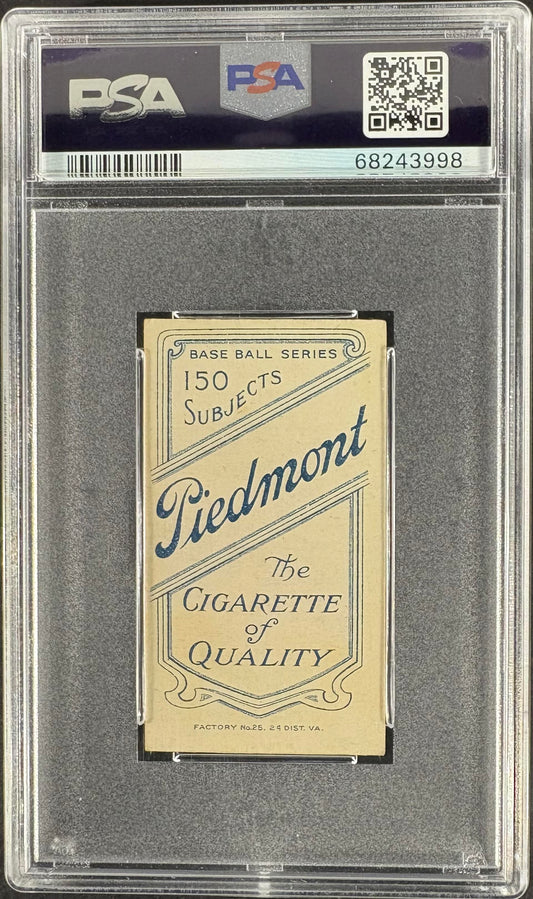 PSA
PSA
68243998
BASE BALL SERIES
150
SUBJECTS
Piedmont
The
CIGARETTE
of
QUALITY
FACTORY No.25, 2d DIST. VA.